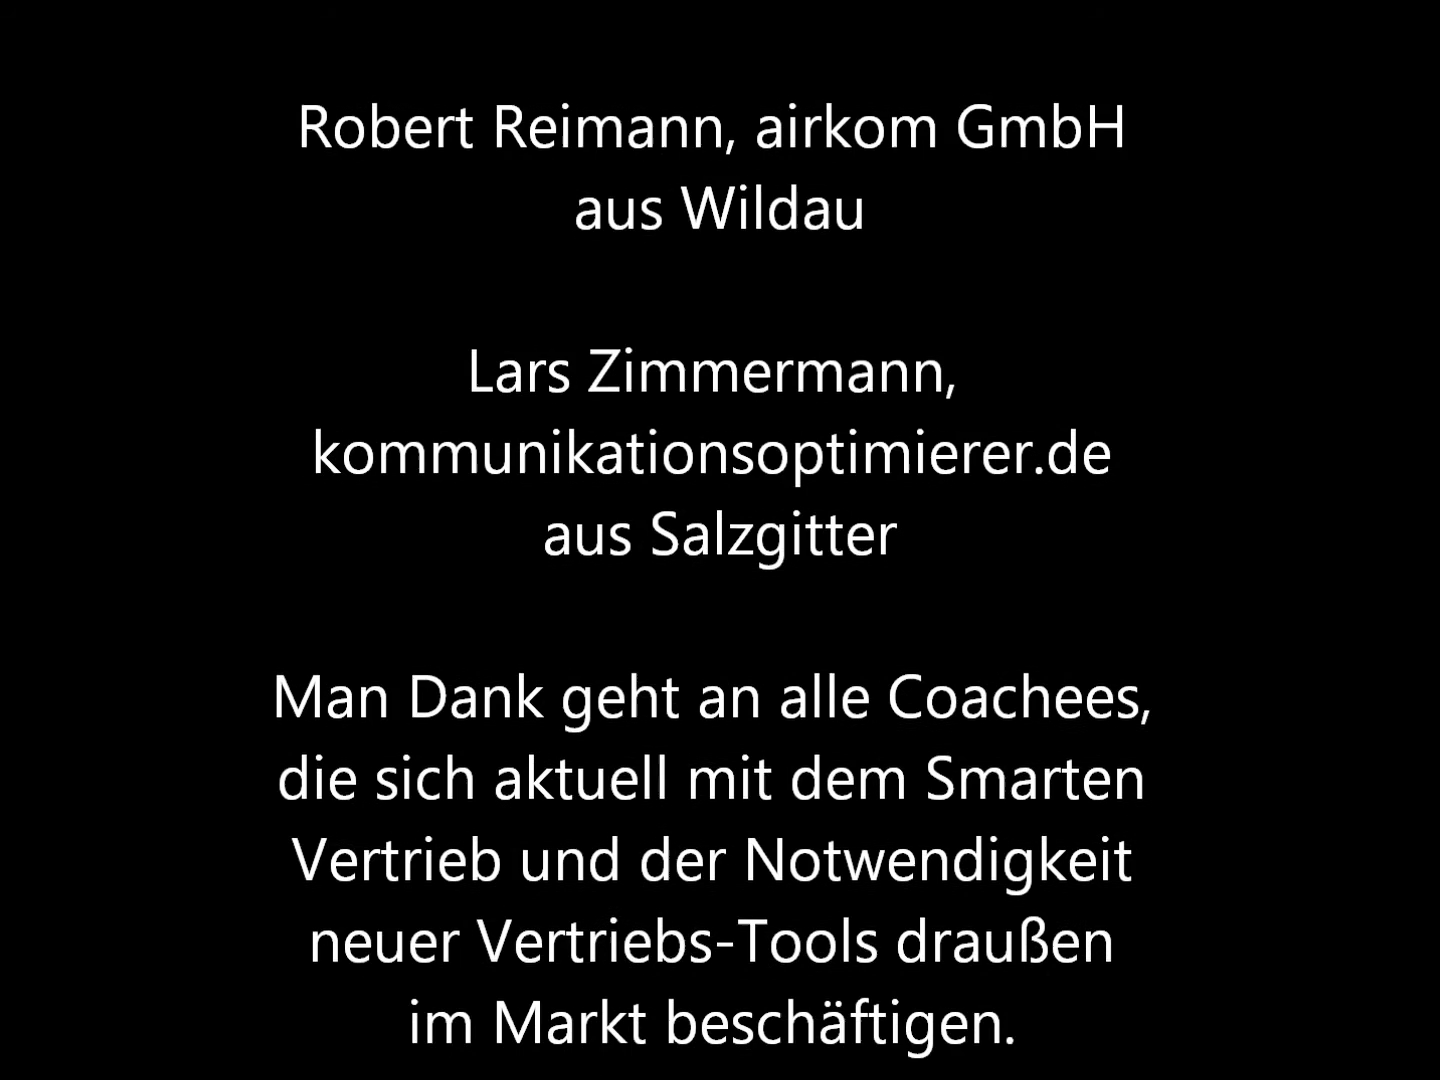 Robert Reimann, airkom GmbH
aus Wildau
Lars Zimmermann,
kommunikationsoptimierer.de
aus Salzgitter
Man Dank geht an alle Coachees,
die sich aktuell mit dem Smarten
Vertrieb und der Notwendigkeit
neuer Vertriebs-Tools draußen
im Markt beschäftigen.